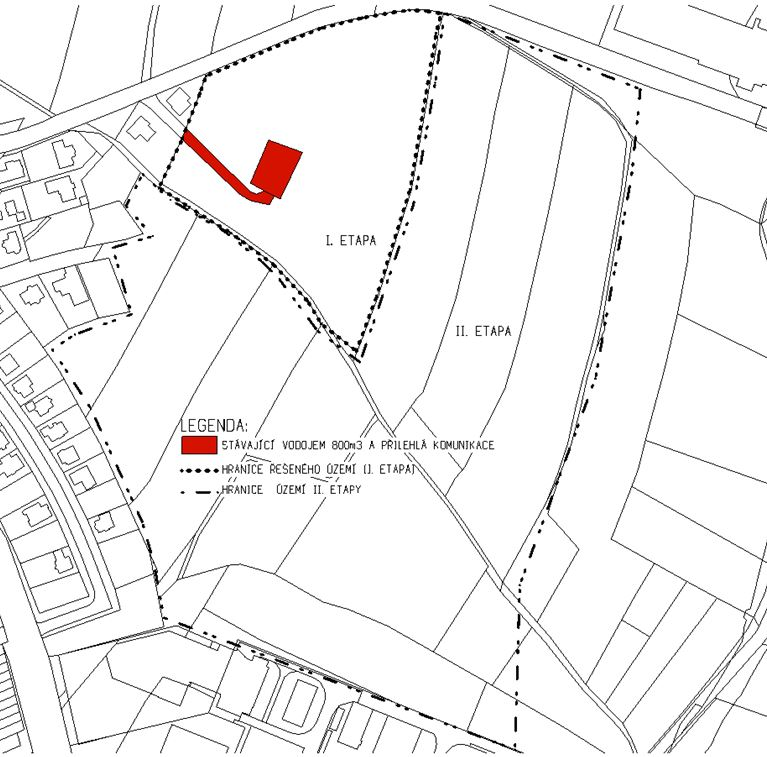 I. ETAPA
II. ETAPA
LEGENDA:
STÁVAJÍCÍ VODOJEM 800m3 A PŘILEHLÁ KOMUNIKACE
HRANICE ŘEŠENÉHO ÚZEMÍ (I. ETAPA)
HRANICE ÚZEMÍ II. ETAPY